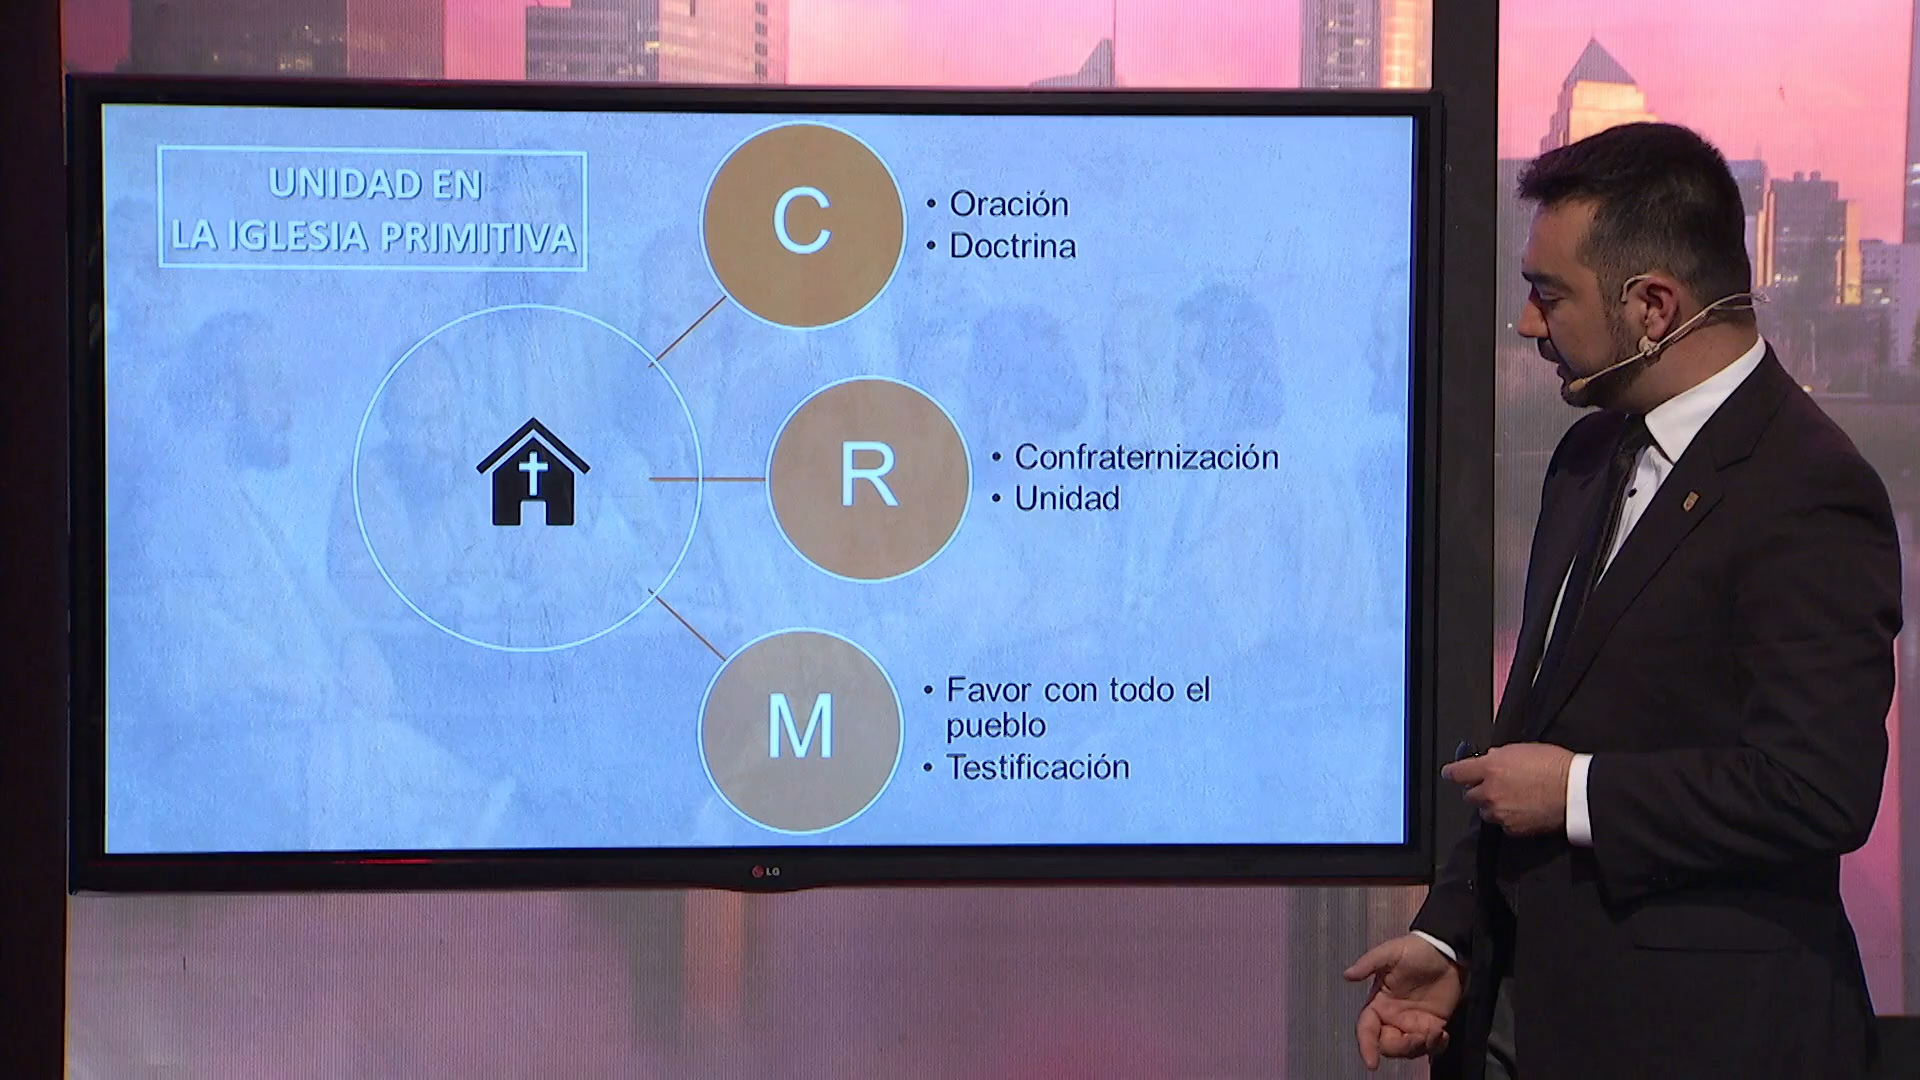 UNIDAD EN
LA IGLESIA PRIMITIVA
C
• Oración
• Doctrina
R
• Confraternización
• Unidad
M
• Favor con todo el
pueblo
• Testificación
LG